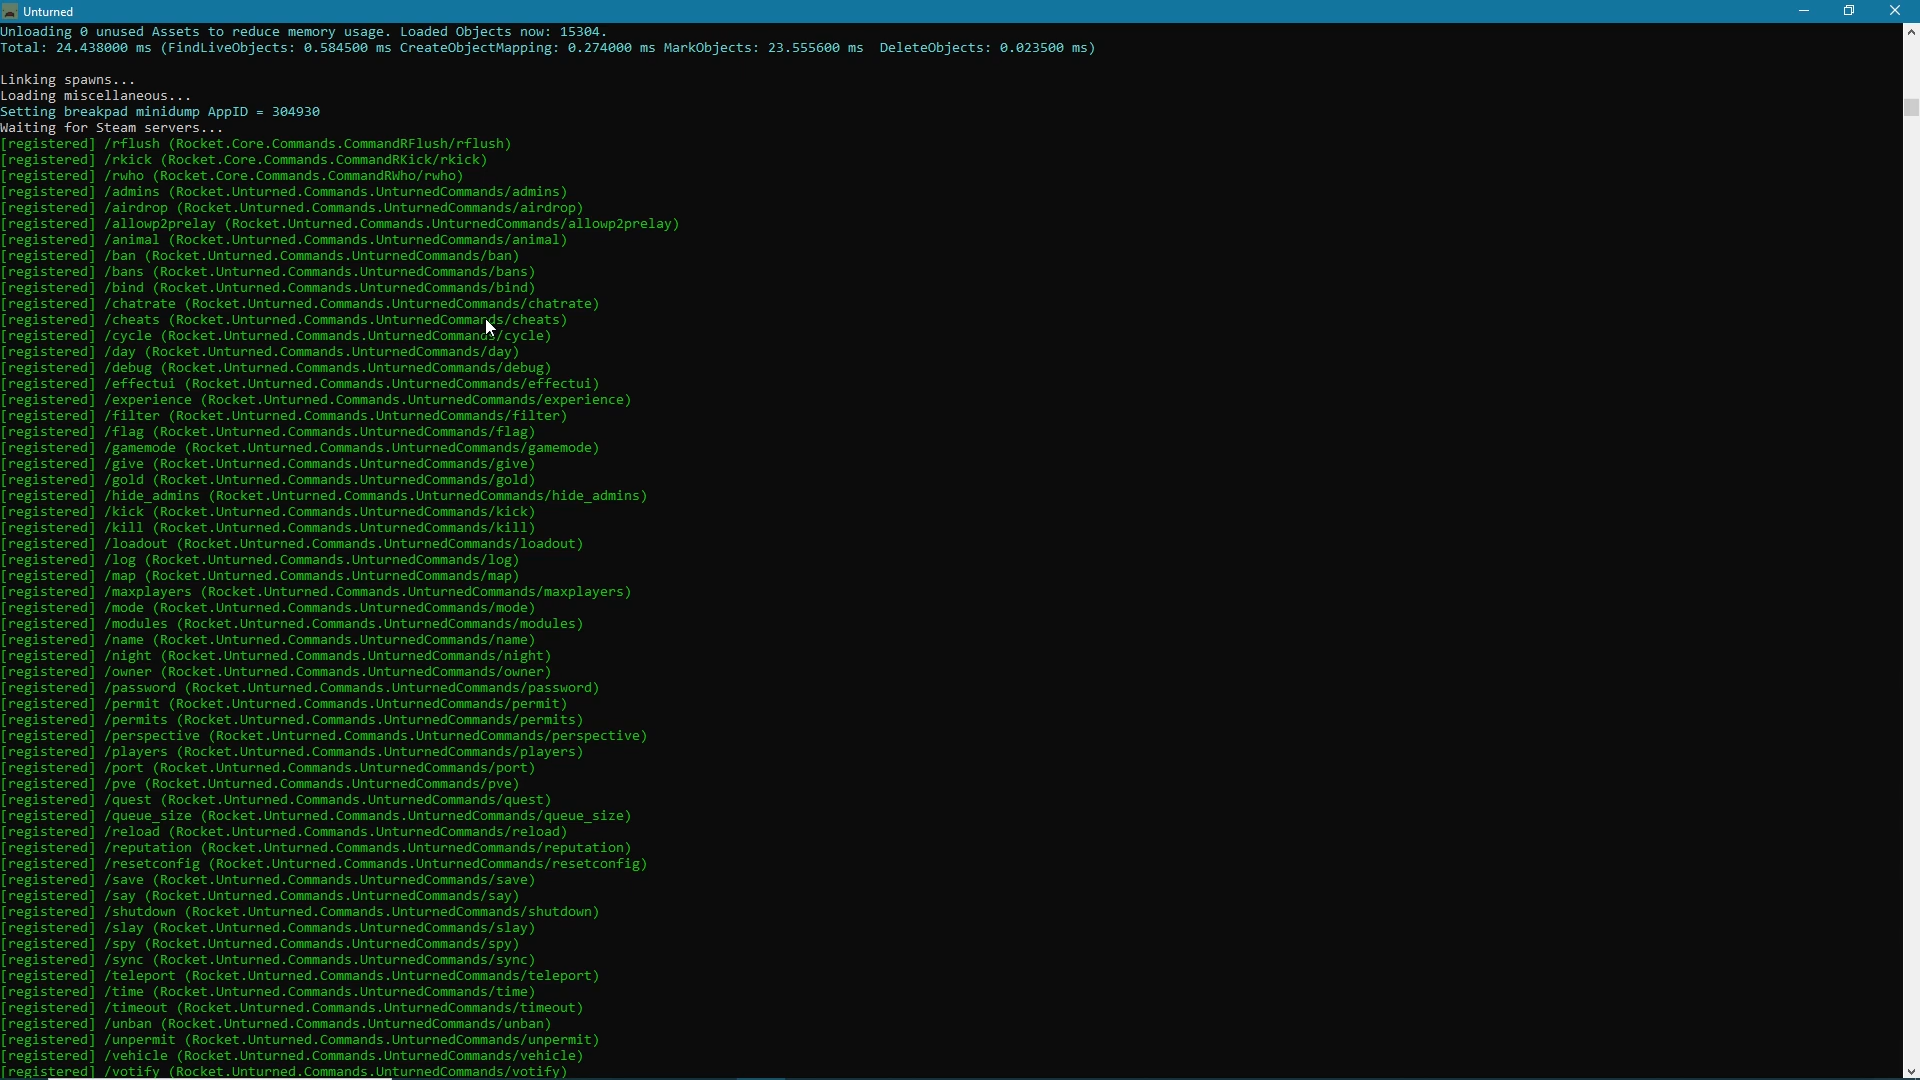 Unturned
Unloading 0 unused Assets to reduce memory usage. Loaded Objects now: 15304.
Total: 24.438000 ms (FindLiveObjects: 0.584500 ms CreateObjectMapping: 0.274000 ms MarkObjects: 23.555600 ms  DeleteObjects: 0.023500 ms)
Linking spawns...
Loading miscellaneous...
Setting breakpad minidump AppID = 304930
Waiting for Steam servers...
[registered] /rflush (Rocket.Core.Commands.CommandRFlush/rflush)
[registered] /rkick (Rocket.Core.Commands.CommandRKick/rkick)
[registered] /rwho (Rocket.Core.Commands.CommandRWho/rwho)
[registered] /admins (Rocket.Unturned.Commands.UnturnedCommands/admins)
[registered] /airdrop (Rocket.Unturned.Commands.UnturnedCommands/airdrop)
[registered] /allowp2prelay (Rocket.Unturned.Commands.UnturnedCommands/allowp2prelay)
[registered] /animal (Rocket.Unturned.Commands.UnturnedCommands/animal)
[registered] /ban (Rocket.Unturned.Commands.UnturnedCommands/ban)
[registered] /bans (Rocket.Unturned.Commands.UnturnedCommands/bans)
[registered] /bind (Rocket.Unturned.Commands.UnturnedCommands/bind)
[registered] /chatrate (Rocket.Unturned.Commands.UnturnedCommands/chatrate)
[registered] /cheats (Rocket.Unturned.Commands.UnturnedCommands/cheats)
[registered] /cycle (Rocket.Unturned.Commands.UnturnedCommands/cycle)
[registered] /day (Rocket.Unturned.Commands.UnturnedCommands/day)
[registered] /debug (Rocket.Unturned.Commands.UnturnedCommands/debug)
[registered] /effectui (Rocket.Unturned.Commands.UnturnedCommands/effectui)
[registered] /experience (Rocket.Unturned.Commands.UnturnedCommands/experience)
[registered] /filter (Rocket.Unturned.Commands.UnturnedCommands/filter)
[registered] /flag (Rocket.Unturned.Commands.UnturnedCommands/flag)
[registered] /gamemode (Rocket.Unturned.Commands.UnturnedCommands/gamemode)
[registered] /give (Rocket.Unturned.Commands.UnturnedCommands/give)
[registered] /gold (Rocket.Unturned.Commands.UnturnedCommands/gold)
[registered] /hide_admins (Rocket.Unturned.Commands.UnturnedCommands/hide_admins)
[registered] /kick (Rocket.Unturned.Commands.UnturnedCommands/kick)
[registered] /kill (Rocket.Unturned.Commands.UnturnedCommands/kill)
[registered] /loadout (Rocket.Unturned.Commands.UnturnedCommands/loadout)
[registered] /log (Rocket.Unturned.Commands.UnturnedCommands/log)
[registered] /map (Rocket.Unturned.Commands.UnturnedCommands/map)
[registered] /maxplayers (Rocket.Unturned.Commands.UnturnedCommands/maxplayers)
[registered] /mode (Rocket.Unturned.Commands.UnturnedCommands/mode)
[registered] /modules (Rocket.Unturned.Commands.UnturnedCommands/modules)
[registered] /name (Rocket.Unturned.Commands.UnturnedCommands/name)
[registered] /night (Rocket.Unturned.Commands.UnturnedCommands/night)
[registered] /owner (Rocket.Unturned.Commands.UnturnedCommands/owner)
[registered] /password (Rocket.Unturned.Commands.UnturnedCommands/password)
[registered] /permit (Rocket.Unturned.Commands.UnturnedCommands/permit)
[registered] /permits (Rocket.Unturned.Commands.UnturnedCommands/permits)
[registered] /perspective (Rocket.Unturned.Commands.UnturnedCommands/perspective)
[registered] /players (Rocket.Unturned.Commands.UnturnedCommands/players)
[registered] /port (Rocket.Unturned.Commands.UnturnedCommands/port)
[registered] /pve (Rocket.Unturned.Commands.UnturnedCommands/pve)
[registered] /quest (Rocket.Unturned.Commands.UnturnedCommands/quest)
[registered] /queue_size (Rocket.Unturned.Commands.UnturnedCommands/queue_size)
[registered] /reload (Rocket.Unturned.Commands.UnturnedCommands/reload)
[registered] /reputation (Rocket.Unturned.Commands.UnturnedCommands/reputation)
[registered] /resetconfig (Rocket.Unturned.Commands.UnturnedCommands/resetconfig)
[registered] /save (Rocket.Unturned.Commands.UnturnedCommands/save)
[registered] /say (Rocket.Unturned.Commands.UnturnedCommands/say)
[registered] /shutdown (Rocket.Unturned.Commands.UnturnedCommands/shutdown)
[registered] /slay (Rocket.Unturned.Commands.UnturnedCommands/slay)
[registered] /spy (Rocket.Unturned.Commands.UnturnedCommands/spy)
[registered] /sync (Rocket.Unturned.Commands.UnturnedCommands/sync)
[registered] /teleport (Rocket.Unturned.Commands.UnturnedCommands/teleport)
[registered] /time (Rocket.Unturned.Commands.UnturnedCommands/time)
[registered] /timeout (Rocket.Unturned.Commands.UnturnedCommands/timeout)
[registered] /unban (Rocket.Unturned.Commands.UnturnedCommands/unban)
[registered] /unpermit (Rocket.Unturned.Commands.UnturnedCommands/unpermit)
[registered] /vehicle (Rocket.Unturned.Commands.UnturnedCommands/vehicle)
[registered] /votify (Rocket.Unturned.Commands.UnturnedCommands/votify)